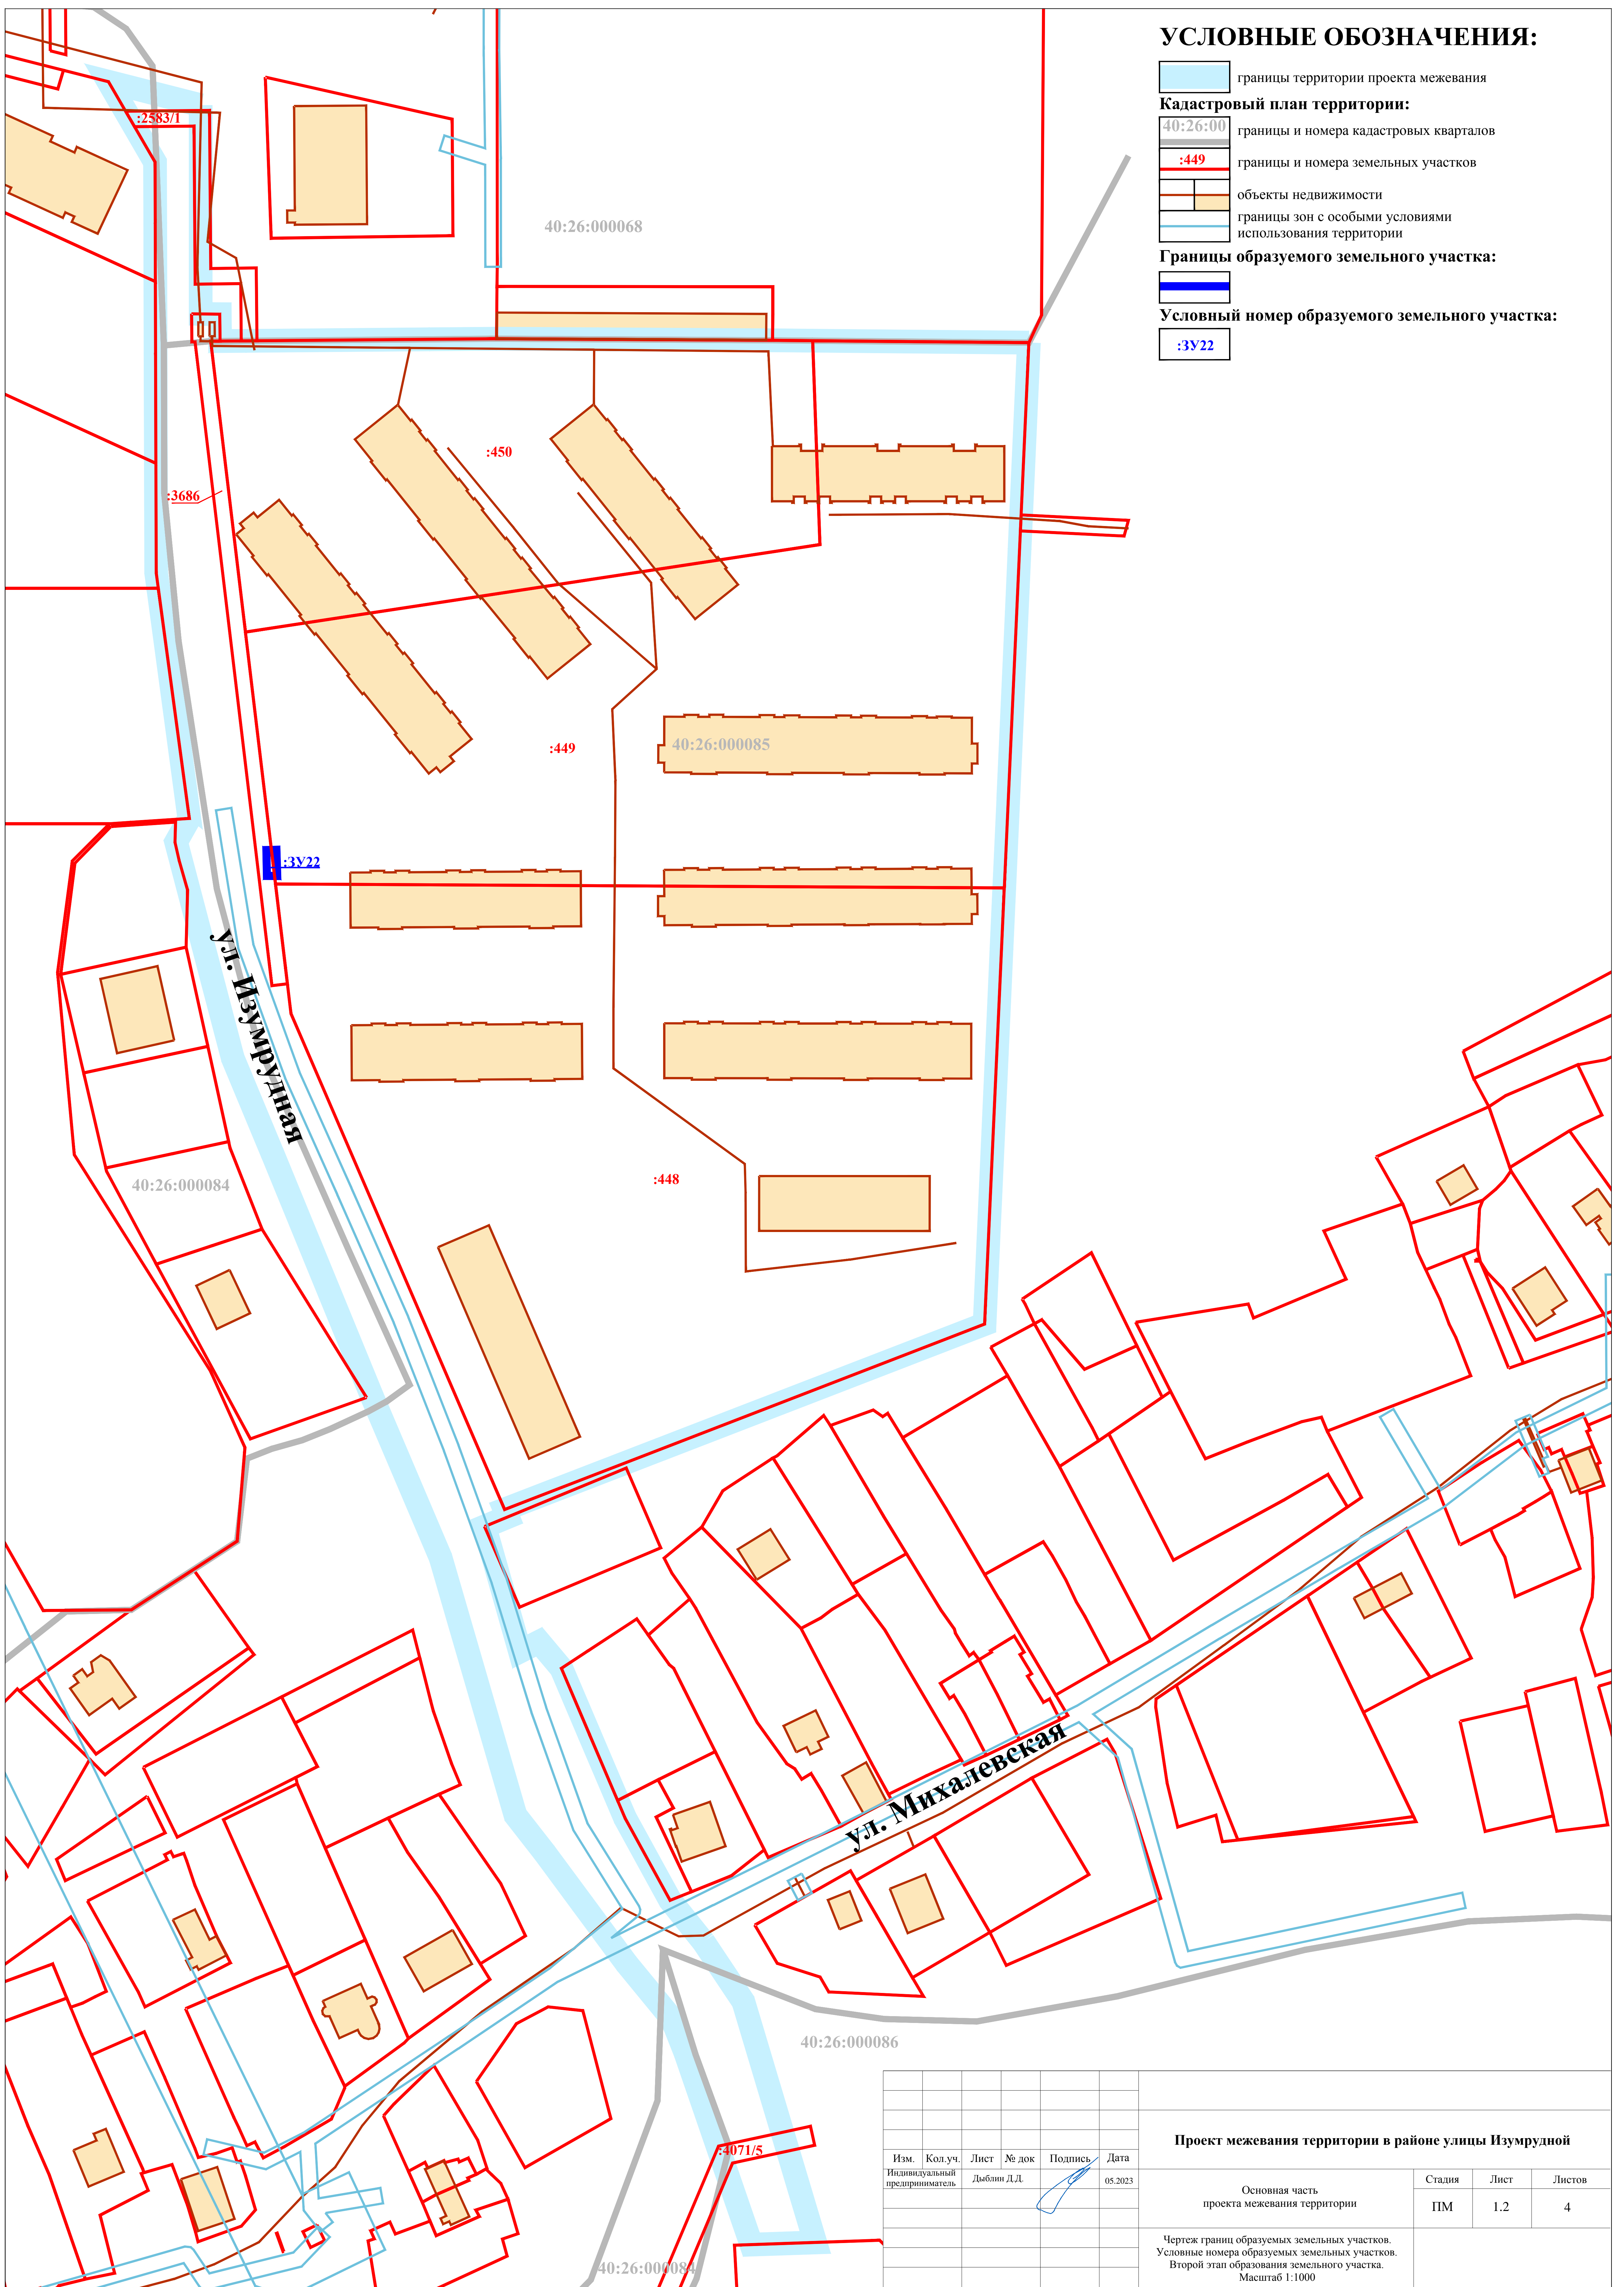 УСЛОВНЫЕ ОБОЗНАЧЕНИЯ:
границы территории проекта межевания
Кадастровый план территории:
40:26:00
границы и номера кадастровых кварталов
:449
границы и номера земельных участков
объекты недвижимости
границы зон с особыми условиями
использования территории
Границы образуемого земельного участка:
Условный номер образуемого земельного участка:
:ЗУ22
:2583/1
40:26:000068
:450
:3686
:449
40:26:000085
:ЗУ22
ул. Изумрудная
:448
40:26:000084
ул. Михалевская
40:26:000086
:4071/5
40:26:000084
Изм. Кол.уч. Лист № док Подпись Дата
Индивидуальный
предприниматель
Дыблин Д.Д.
05.2023
Проект межевания территории в районе улицы Изумрудной
Основная часть
проекта межевания территории
Стадия Лист Листов
ПМ 1.2 4
Чертеж границ образуемых земельных участков.
Условные номера образуемых земельных участков.
Второй этап образования земельного участка.
Масштаб 1:1000